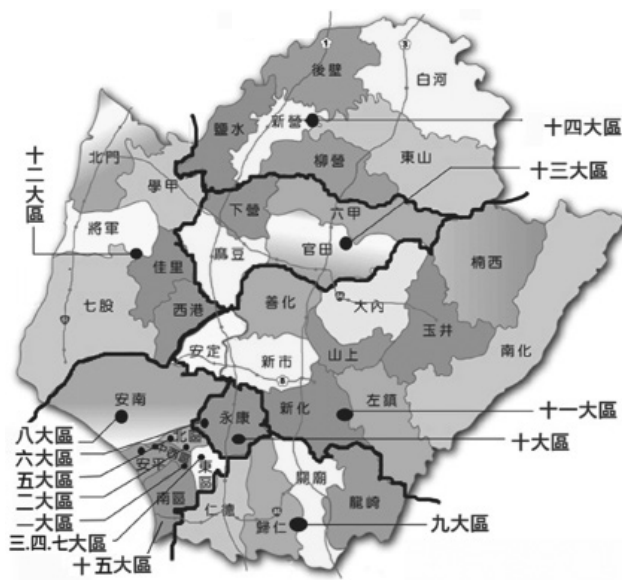 後壁
白河
鹽水
新營
十四大區
柳營
東山
十三大區
十二大區
北門
學甲
下營
六甲
將軍
麻豆
官田
楠西
佳里
七股
西港
善化
大內
玉井
南化
安定
新市
山上
安南
永康
新化
左鎮
十一大區
八大區
北區
十大區
六大區
五大區
安平
東區
關廟
龍崎
二大區
一大區
南區
仁德
歸仁
九大區
三.四.七大區
十五大區